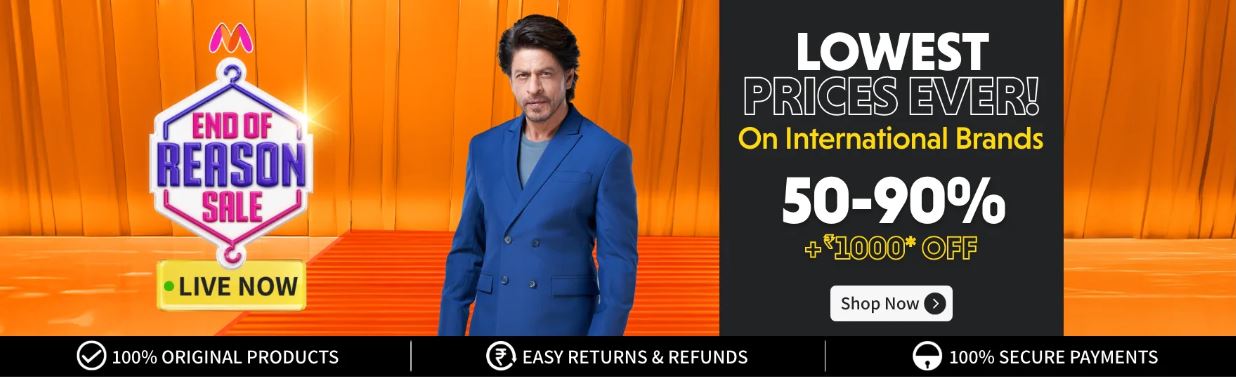 END OF
REASON
SALE
LIVE NOW
LOWEST
PRICES EVER!
On International Brands
50-90%
+₹1000* OFF
Shop Now
100% ORIGINAL PRODUCTS
EASY RETURNS & REFUNDS
100% SECURE PAYMENTS